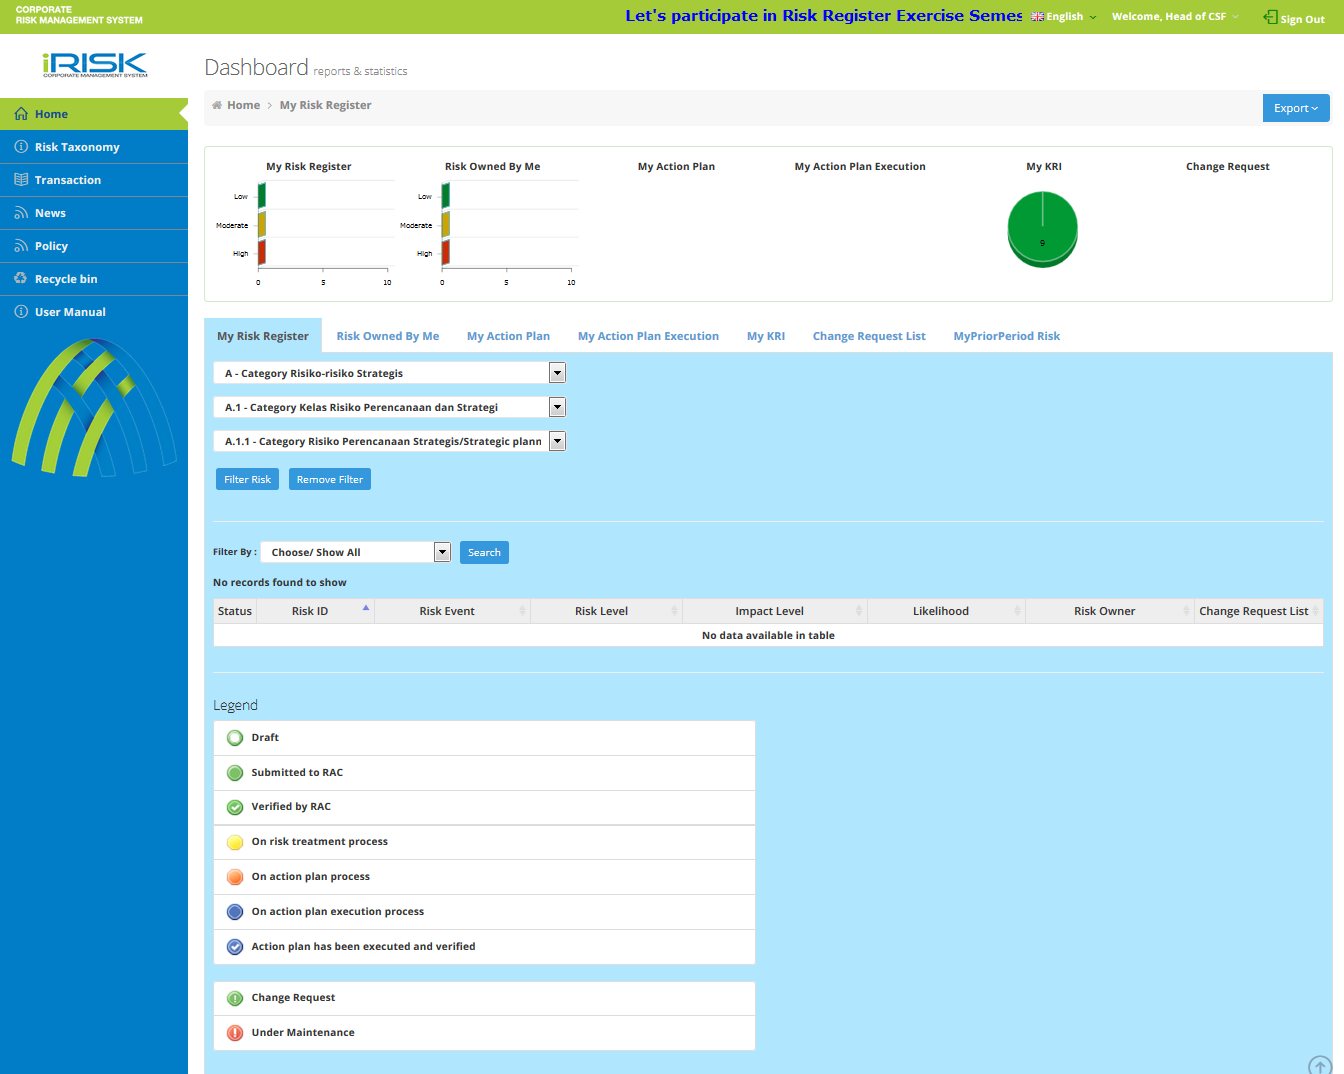 CORPORATE
RISK MANAGEMENT SYSTEM
Let's participate in Risk Register Exercise Semes
English
Welcome, Head of CSF
Sign Out
iRISK
CORPORATE MANAGEMENT SYSTEM
Dashboard reports & statistics
Home > My Risk Register
Export
Home
Risk Taxonomy
Transaction
News
Policy
Recycle bin
User Manual
My Risk Register
Low
Moderate
High
0 5 10
Risk Owned By Me
Low
Moderate
High
0 5 10
My Action Plan
My Action Plan Execution
My KRI
9
Change Request
My Risk Register Risk Owned By Me My Action Plan My Action Plan Execution My KRI Change Request List MyPriorPeriod Risk
A - Category Risiko-risiko Strategis
A.1 - Category Kelas Risiko Perencanaan dan Strategi
A.1.1 - Category Risiko Perencanaan Strategis/Strategic plann
Filter Risk Remove Filter
Filter By : Choose/ Show All Search
No records found to show
Status Risk ID Risk Event Risk Level Impact Level Likelihood Risk Owner Change Request List
No data available in table
Legend
Draft
Submitted to RAC
Verified by RAC
On risk treatment process
On action plan process
On action plan execution process
Action plan has been executed and verified
Change Request
Under Maintenance